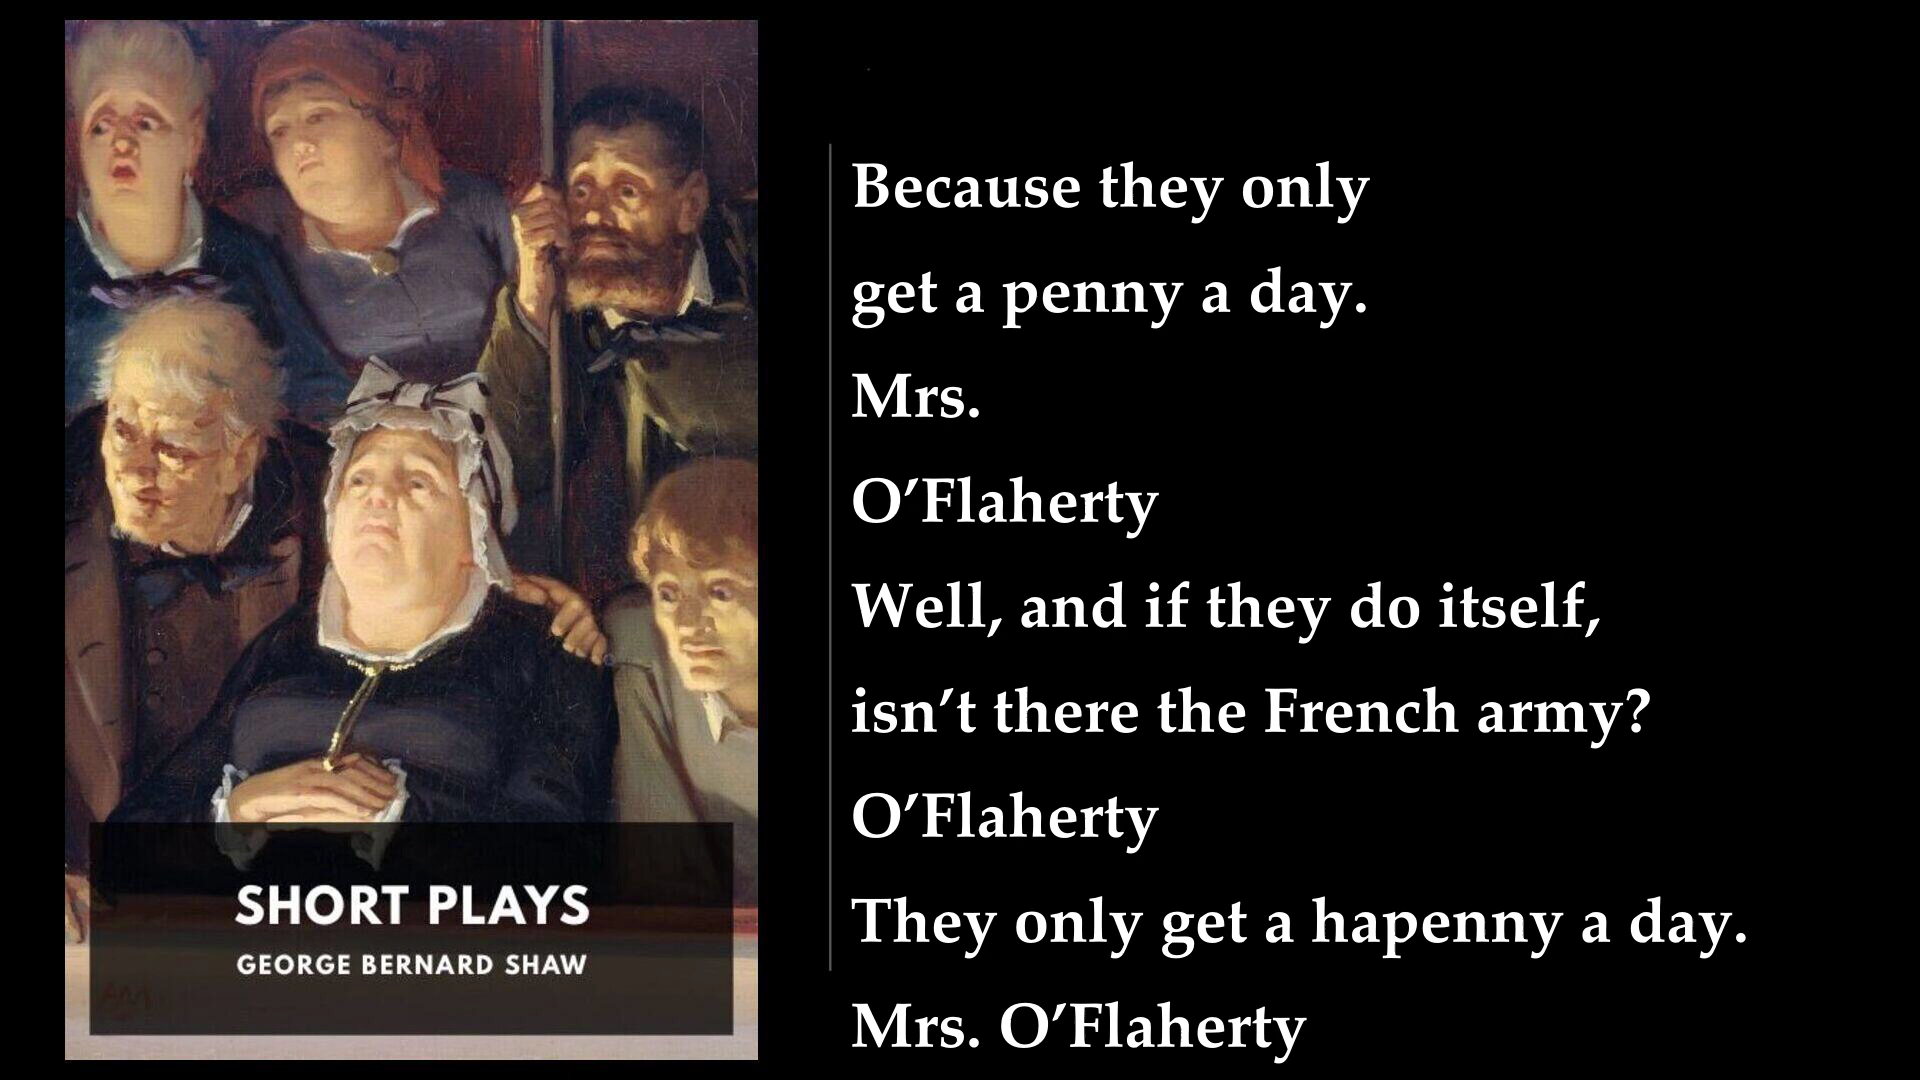 SHORT PLAYS
GEORGE BERNARD SHAW
Because they only
get a penny a day.
Mrs.
O’Flaherty
Well, and if they do itself,
isn’t there the French army?
O’Flaherty
They only get a hapenny a day.
Mrs. O’Flaherty